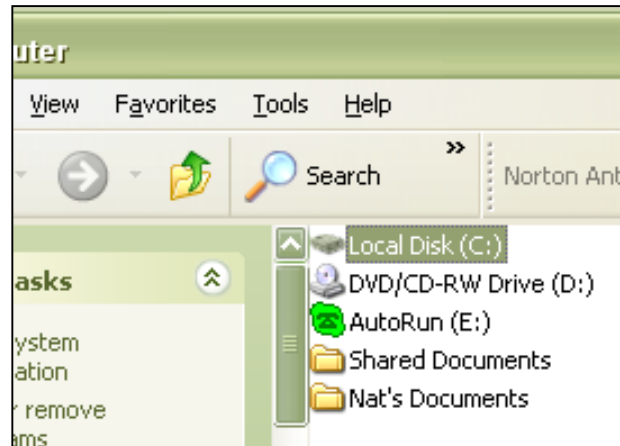 uter
View Favorites Tools Help
Search » Norton Ant
Local Disk (C:)
asks
DVD/CD-RW Drive (D:)
AutoRun (E:)
ystem
ation
Shared Documents
r remove
Nat's Documents
ams